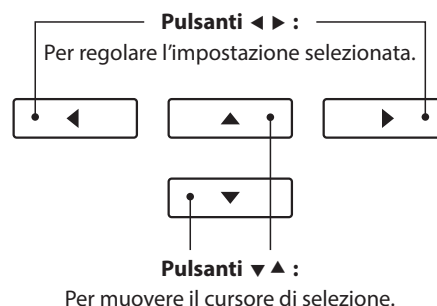 Pulsanti ◀ ▶ :
Per regolare l’impostazione selezionata.
Pulsanti ▼ ▲ :
Per muovere il cursore di selezione.